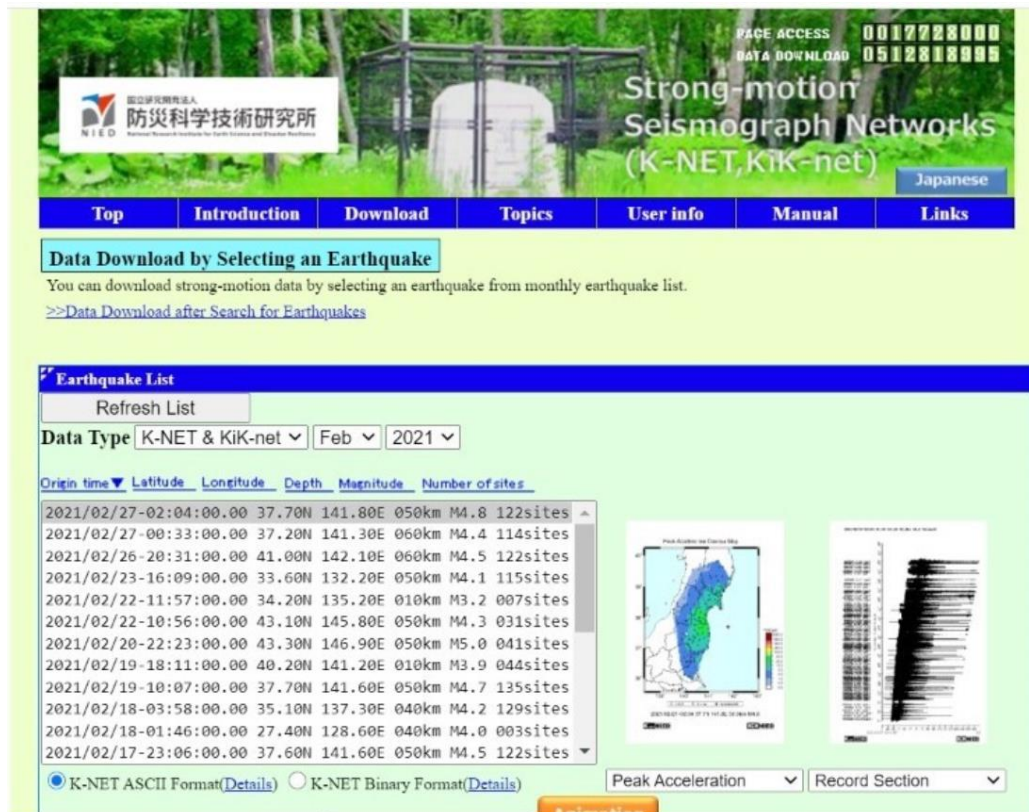 PAGE ACCESS 0017728000
DATA DOWNLOAD 0512818995
国立研究開発法人
防災科学技術研究所
NIED National Research Institute for Earth Science and Disaster Resilience
Strong-motion
Seismograph Networks
(K-NET,KiK-net)
Japanese
Top Introduction Download Topics User info Manual Links
Data Download by Selecting an Earthquake
You can download strong-motion data by selecting an earthquake from monthly earthquake list.
>>Data Download after Search for Earthquakes
Earthquake List
Refresh List
Data Type K-NET & KiK-net Feb 2021
Origin time▼ Latitude Longitude Depth Magnitude Number of sites
2021/02/27-02:04:00.00 37.70N 141.80E 050km M4.8 122sites
2021/02/27-00:33:00.00 37.20N 141.30E 060km M4.4 114sites
2021/02/26-20:31:00.00 41.00N 142.10E 060km M4.5 122sites
2021/02/23-16:09:00.00 33.60N 132.20E 050km M4.1 115sites
2021/02/22-11:57:00.00 34.20N 135.20E 010km M3.2 007sites
2021/02/22-10:56:00.00 43.10N 145.80E 050km M4.3 031sites
2021/02/20-22:23:00.00 43.30N 146.90E 050km M5.0 041sites
2021/02/19-18:11:00.00 40.20N 141.20E 010km M3.9 044sites
2021/02/19-10:07:00.00 37.70N 141.60E 050km M4.7 135sites
2021/02/18-03:58:00.00 35.10N 137.30E 040km M4.2 129sites
2021/02/18-01:46:00.00 27.40N 128.60E 040km M4.0 003sites
2021/02/17-23:06:00.00 37.60N 141.60E 050km M4.5 122sites
Peak Acceleration Contour Map
K-NET ASCII Format(Details) K-NET Binary Format(Details)
Peak Acceleration Record Section
Animation